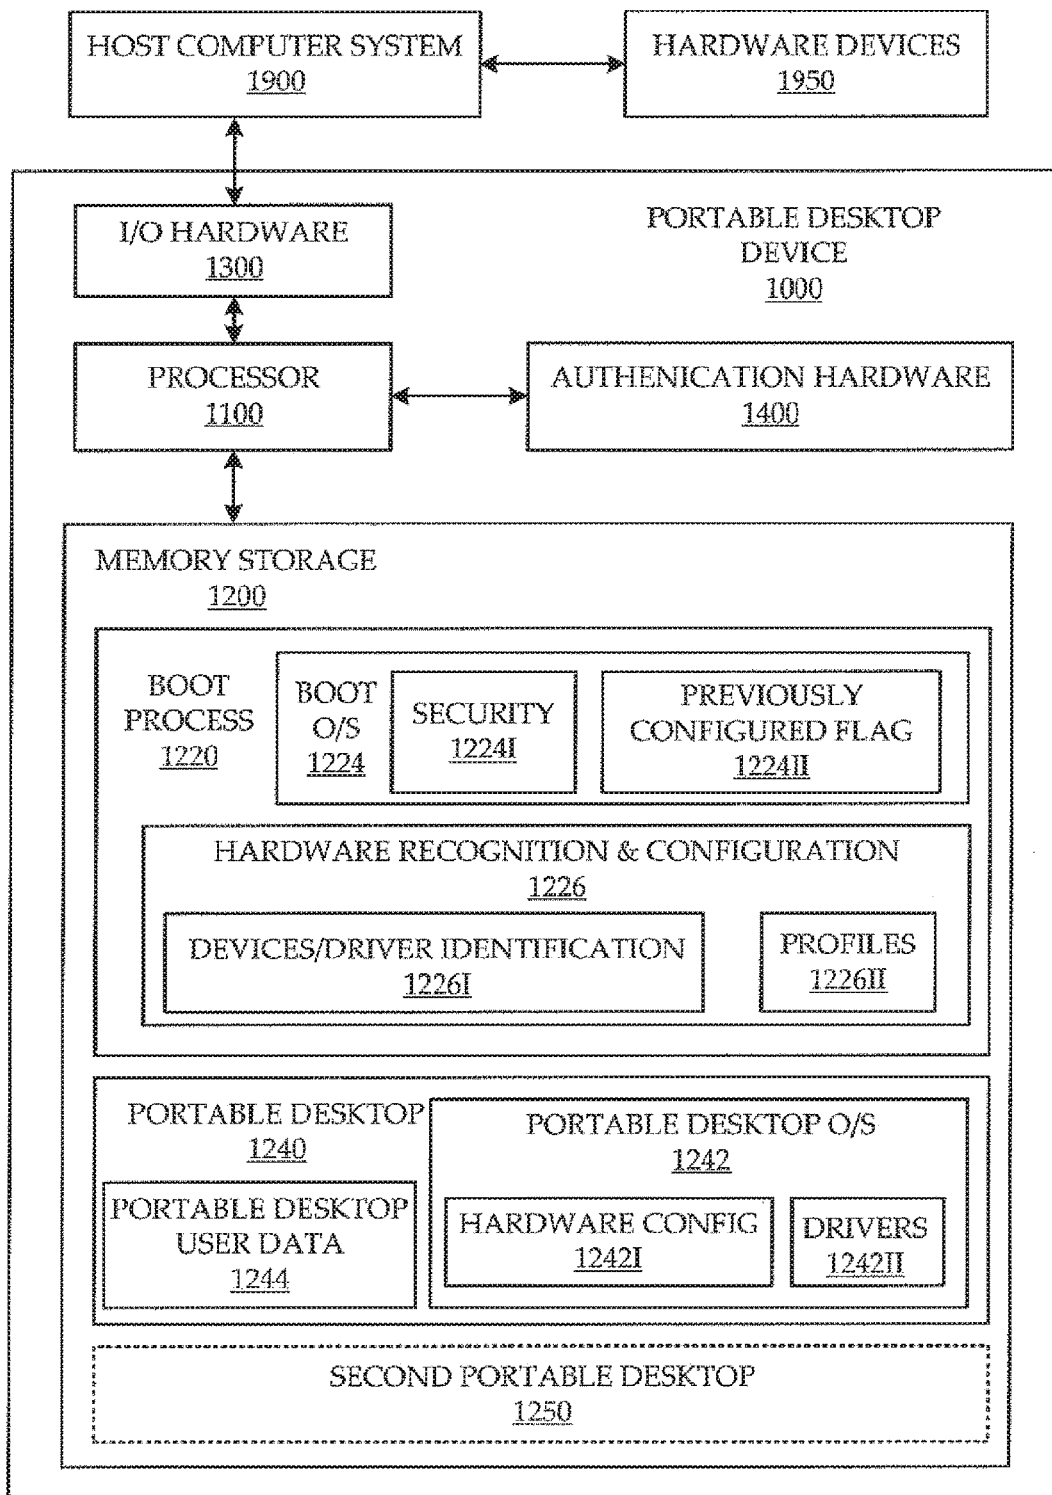 HOST COMPUTER SYSTEM
1900
HARDWARE DEVICES
1950
I/O HARDWARE
1300
PORTABLE DESKTOP
DEVICE
1000
PROCESSOR
1100
AUTHENICATION HARDWARE
1400
MEMORY STORAGE
1200
BOOT
PROCESS
1220
BOOT
O/S
1224
SECURITY
1224I
PREVIOUSLY
CONFIGURED FLAG
1224II
HARDWARE RECOGNITION & CONFIGURATION
1226
DEVICES/DRIVER IDENTIFICATION
1226I
PROFILES
1226II
PORTABLE DESKTOP
1240
PORTABLE DESKTOP
USER DATA
1244
PORTABLE DESKTOP O/S
1242
HARDWARE CONFIG
1242I
DRIVERS
1242II
SECOND PORTABLE DESKTOP
1250